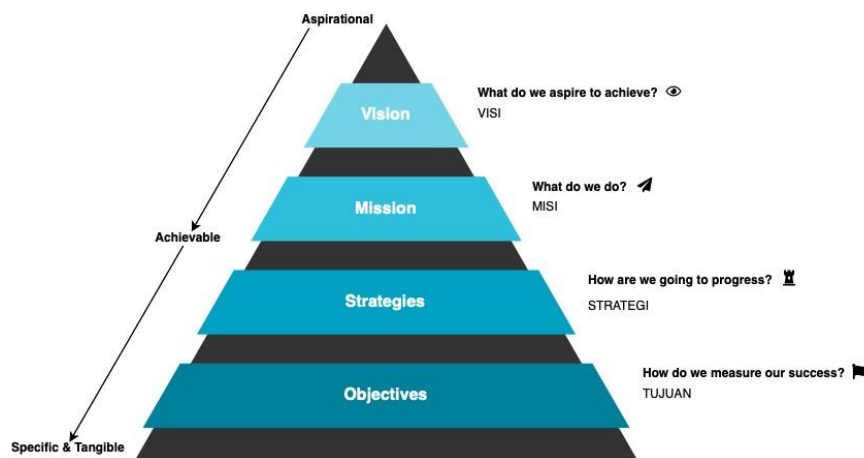 Aspirational
What do we aspire to achieve?
VISI
Vision
What do we do?
MISI
Mission
Achievable
How are we going to progress?
STRATEGI
Strategies
How do we measure our success?
TUJUAN
Objectives
Specific & Tangible